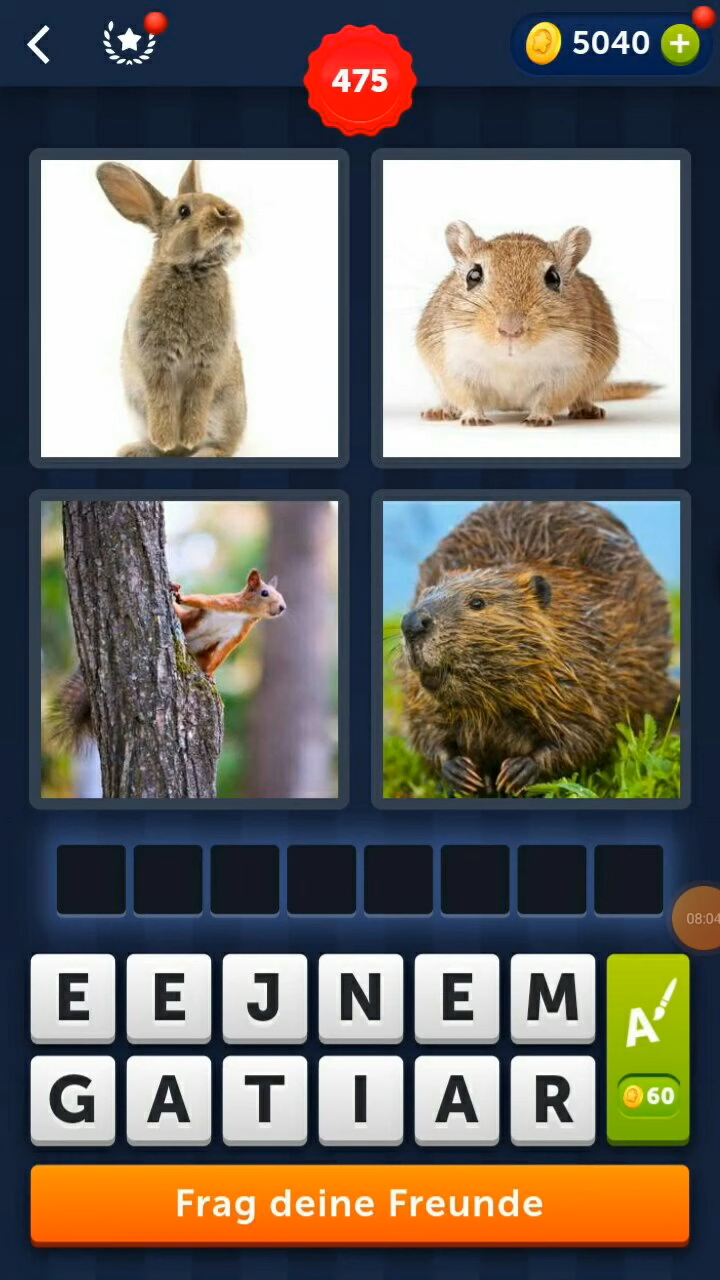 5040 +
475
08:04
E E J N E M
A
G A T I A R
60
Frag deine Freunde